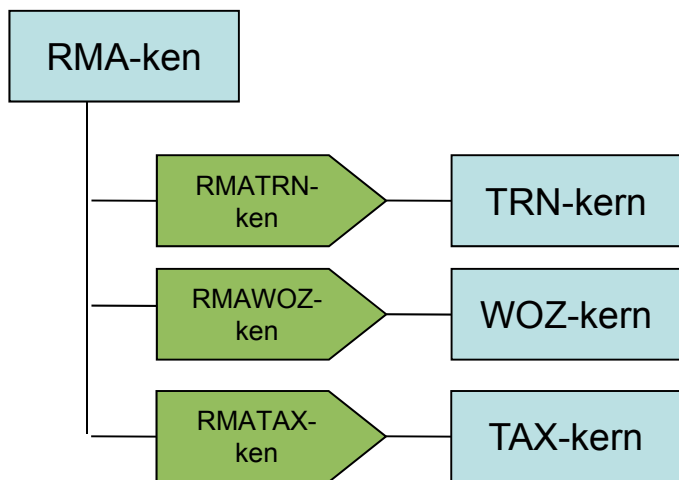 RMA-ken
RMATRN-
ken
TRN-kern
RMAWOZ-
ken
WOZ-kern
RMATAX-
ken
TAX-kern